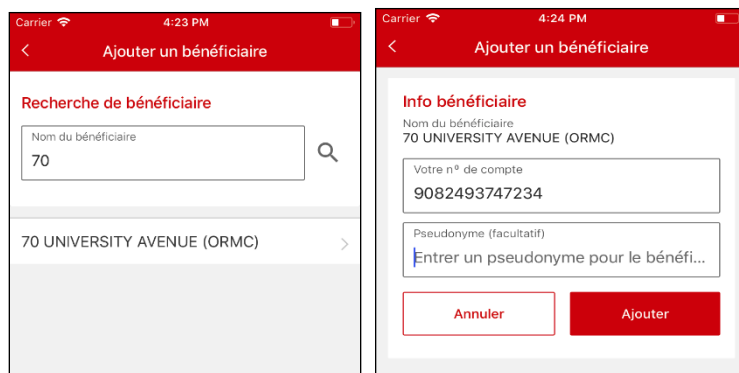 Carrier 4:23 PM
Ajouter un bénéficiaire
Recherche de bénéficiaire
Nom du bénéficiaire
70
70 UNIVERSITY AVENUE (ORMC)
Carrier 4:24 PM
Ajouter un bénéficiaire
Info bénéficiaire
Nom du bénéficiaire
70 UNIVERSITY AVENUE (ORMC)
Votre nº de compte
9082493747234
Pseudonyme (facultatif)
Entrer un pseudonyme pour le bénéfi...
Annuler Ajouter